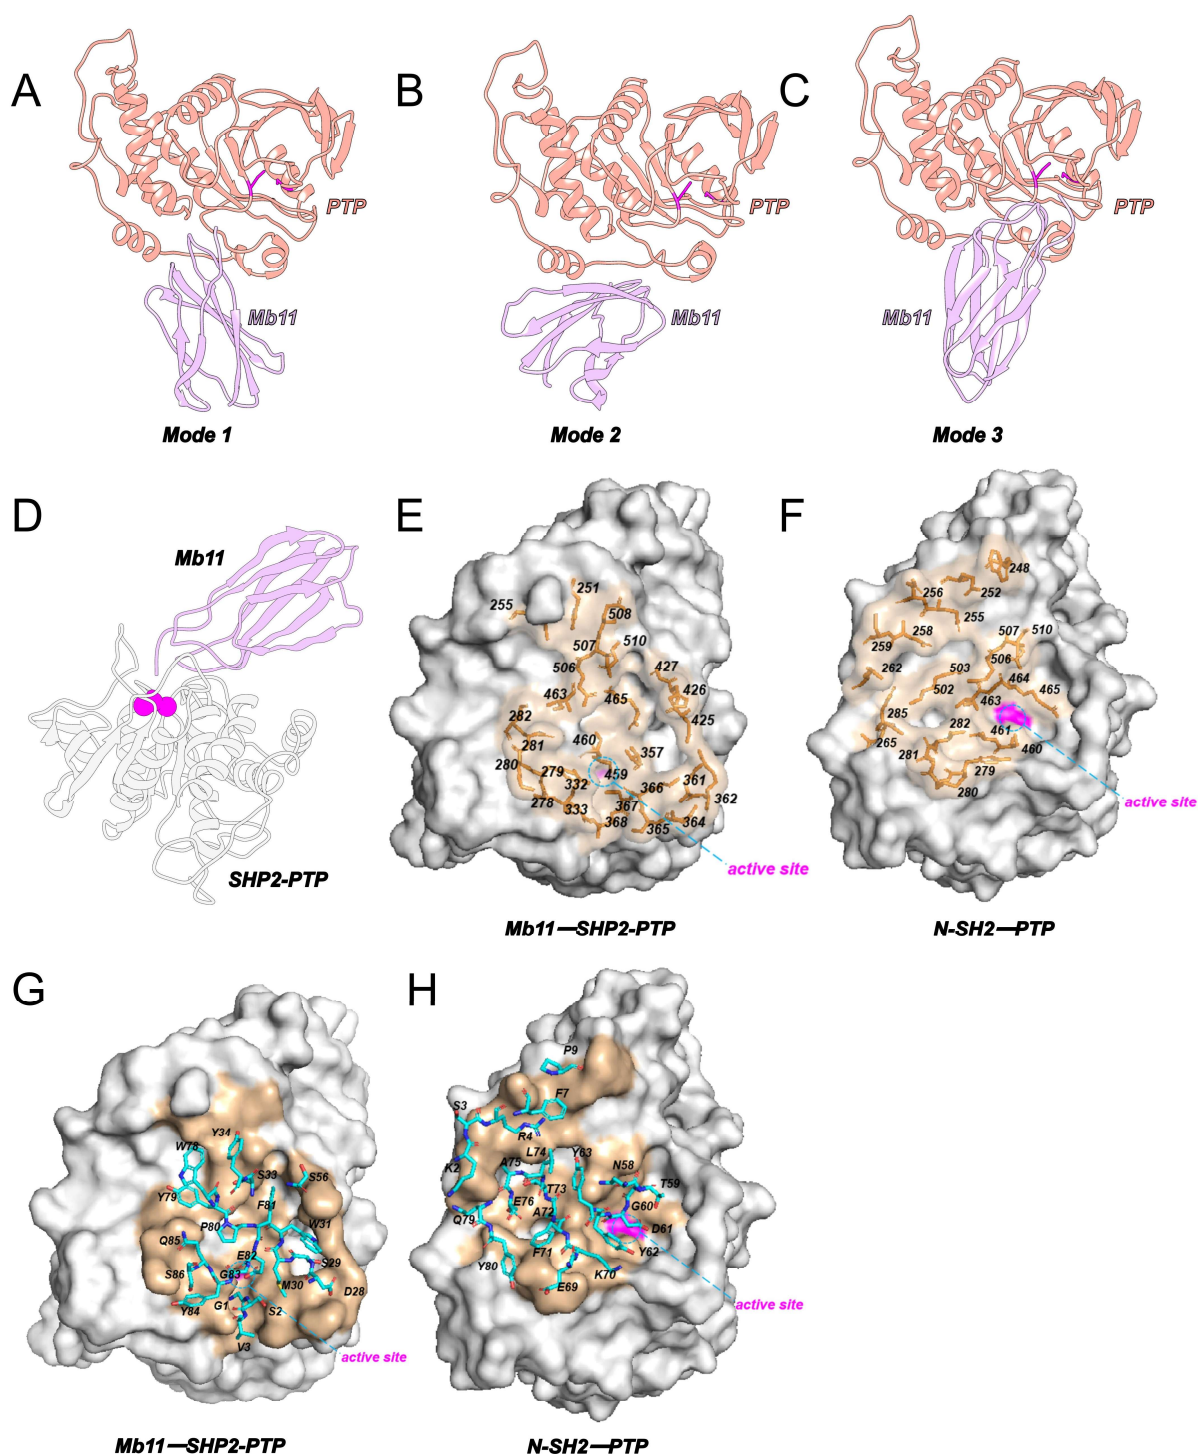 A
B
C
PTP
PTP
PTP
Mb11
Mb11
Mb11
Mode 1
Mode 2
Mode 3
D
E
F
Mb11
SHP2-PTP
251
255
508
510
507
506
427
426
463
465
425
282
281
460
357
280
279
332
459
366
361
278
333
367
362
368
365
364
active site
Mb11—SHP2-PTP
248
256
252
255
258
507
510
259
506
262
503
464
502
463
465
285
282
461
265
281
460
279
280
active site
N-SH2—PTP
G
H
Y34
W78
S33
S56
Y79
F81
P80
W31
Q85
E82
S29
S86
G83
M30
D28
Y84
G1
S2
V3
active site
Mb11—SHP2-PTP
P9
S3
F7
R4
L74
Y63
K2
A75
N58
T73
T59
E76
G60
A72
Q79
D61
F71
Y62
Y80
K70
E69
active site
N-SH2—PTP